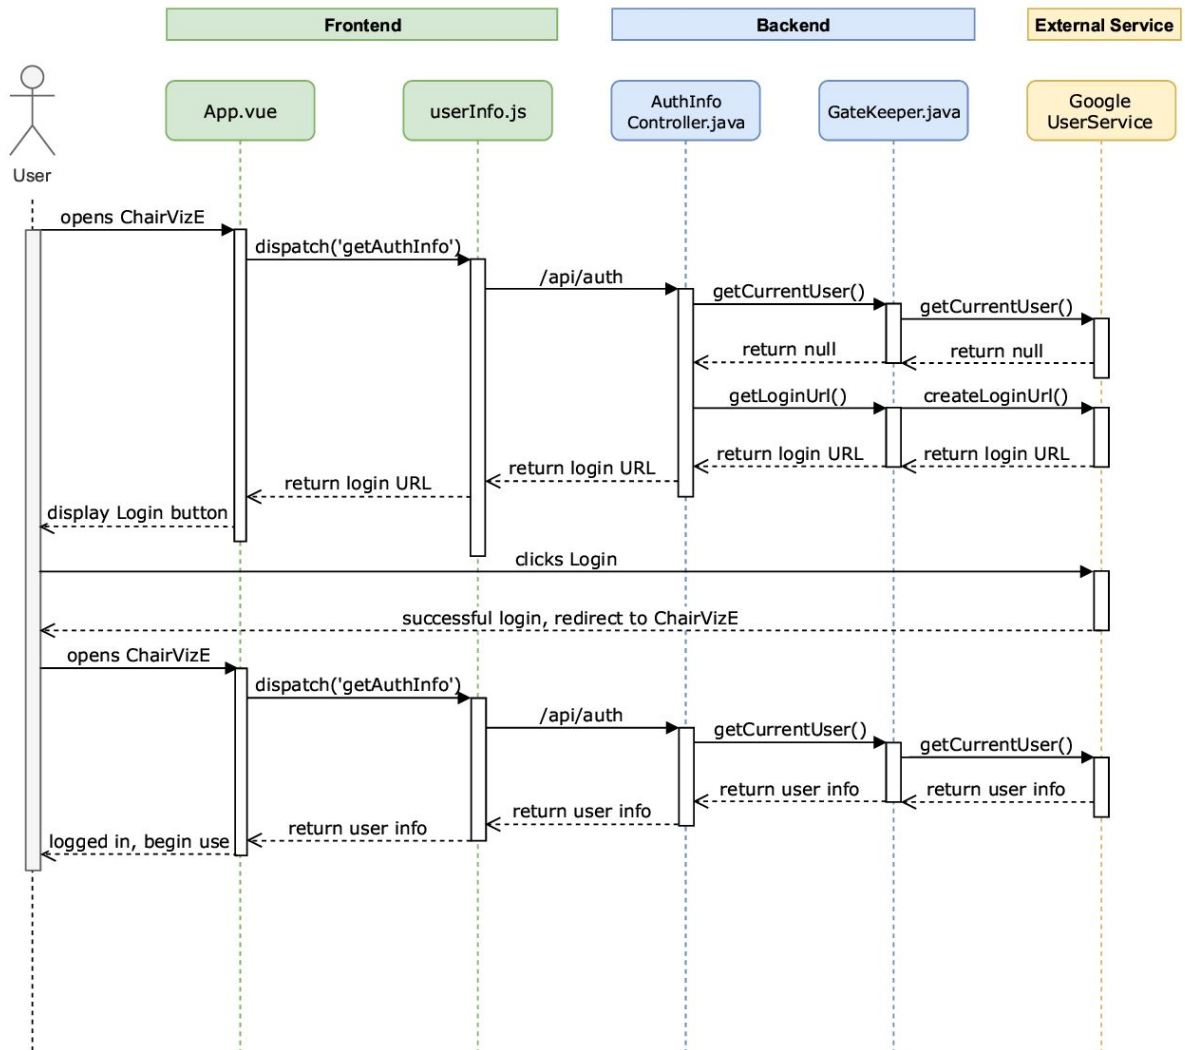 Frontend
Backend
External Service
App.vue
userInfo.js
AuthInfo
Controller.java
GateKeeper.java
Google
UserService
User
opens ChairVizE
dispatch('getAuthInfo')
/api/auth
getCurrentUser()
getCurrentUser()
return null
return null
getLoginUrl()
createLoginUrl()
return login URL
return login URL
return login URL
return login URL
display Login button
clicks Login
successful login, redirect to ChairVizE
opens ChairVizE
dispatch('getAuthInfo')
/api/auth
getCurrentUser()
getCurrentUser()
return user info
return user info
return user info
return user info
logged in, begin use